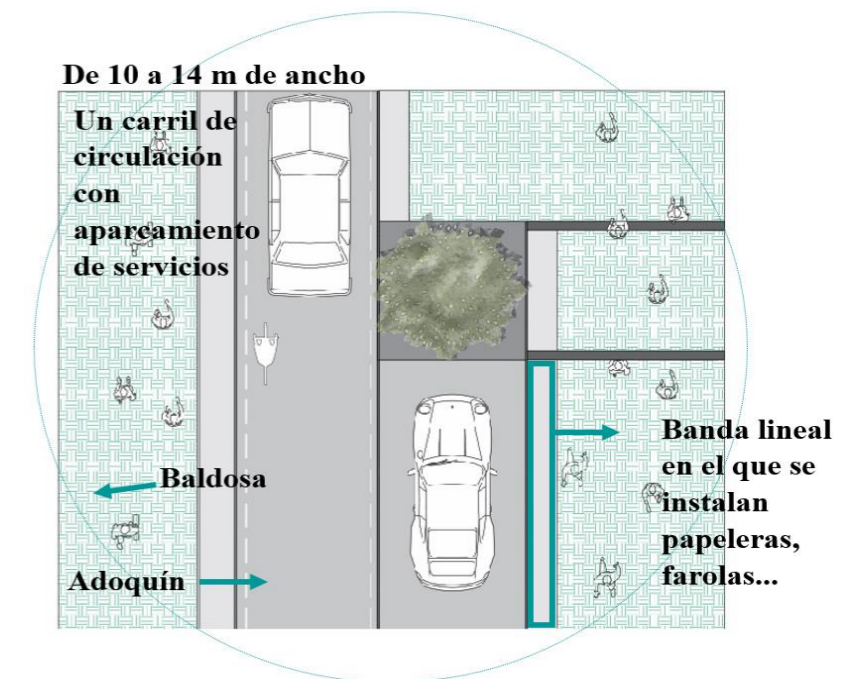 De 10 a 14 m de ancho
Un carril de
circulación
con
aparcamiento
de servicios
Baldosa
Adoquín
Banda lineal
en el que se
instalan
papeleras,
farolas...